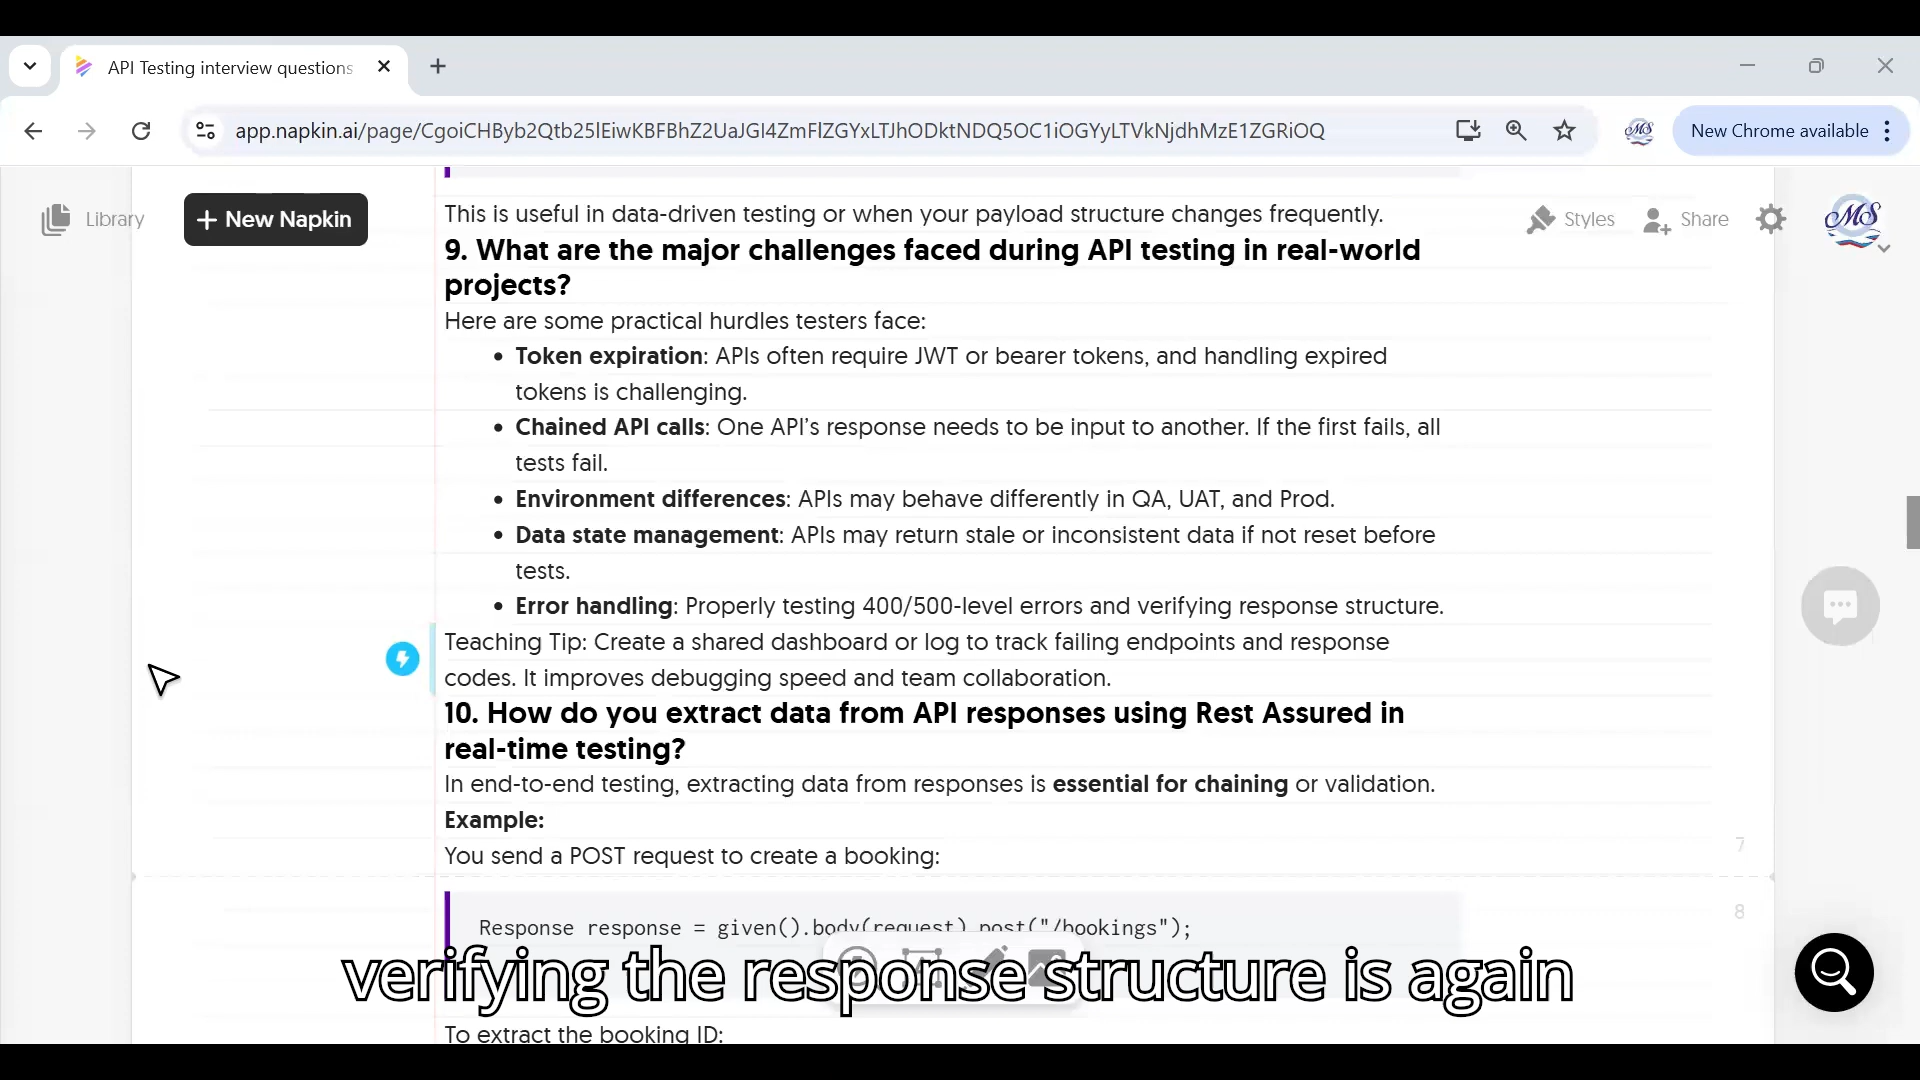 API Testing interview questions
app.napkin.ai/page/CgoiCHByb2Qtb25lEiwKBFBhZ2UaJGI4ZmFlZGYxLTJhODktNDQ5OC1iOGYyLTVkNjdhMzE1ZGRiOQ
New Chrome available
Library
+ New Napkin
Styles
Share
MS
This is useful in data-driven testing or when your payload structure changes frequently.
9. What are the major challenges faced during API testing in real-world
projects?
Here are some practical hurdles testers face:
• Token expiration: APIs often require JWT or bearer tokens, and handling expired
tokens is challenging.
• Chained API calls: One API’s response needs to be input to another. If the first fails, all
tests fail.
• Environment differences: APIs may behave differently in QA, UAT, and Prod.
• Data state management: APIs may return stale or inconsistent data if not reset before
tests.
• Error handling: Properly testing 400/500-level errors and verifying response structure.
Teaching Tip: Create a shared dashboard or log to track failing endpoints and response
codes. It improves debugging speed and team collaboration.
10. How do you extract data from API responses using Rest Assured in
real-time testing?
In end-to-end testing, extracting data from responses is essential for chaining or validation.
Example:
You send a POST request to create a booking:
7
8
Response response = given().body(request).post("/bookings");
verifying the response structure is again
To extract the booking ID: